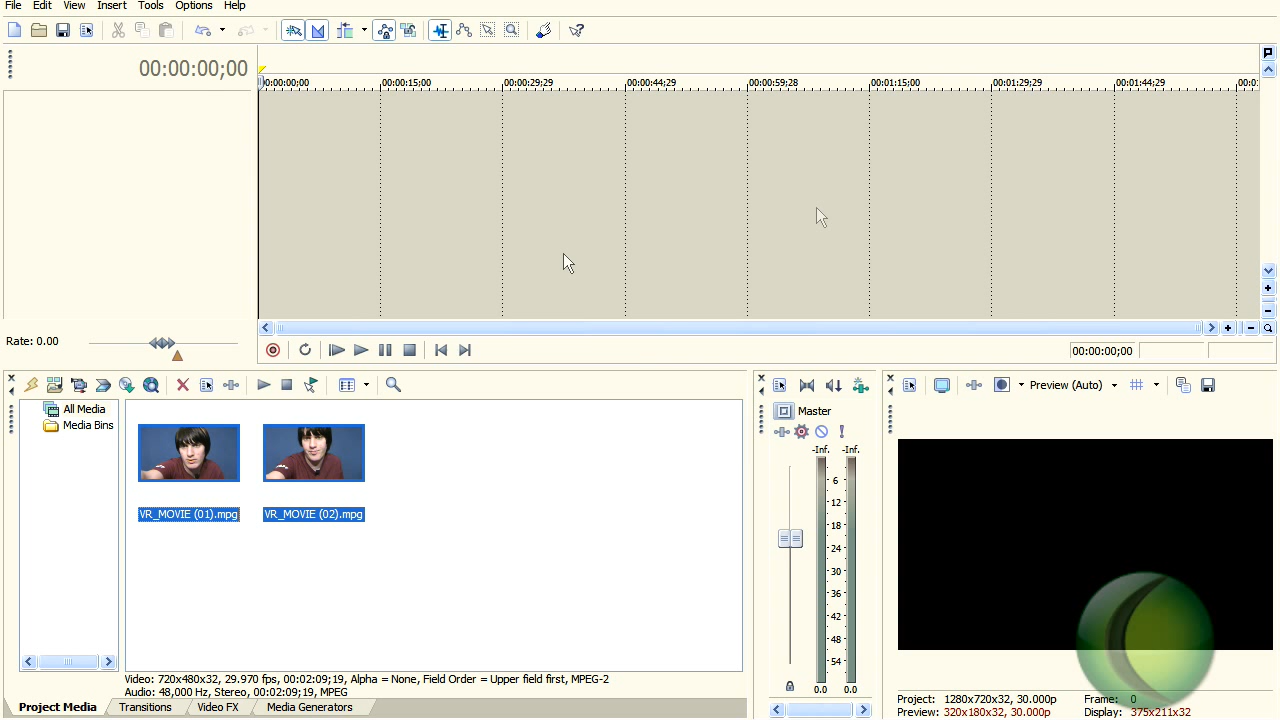 File Edit View Insert Tools Options Help
00:00:00;00
00:00:00;00 00:00:15;00 00:00:29;29 00:00:44;29 00:00:59;28 00:01:15;00 00:01:29;29 00:01:44;29
Rate: 0.00
00:00:00;00
Preview (Auto)
All Media
Media Bins
VR_MOVIE (01).mpg VR_MOVIE (02).mpg
Video: 720x480x32, 29.970 fps, 00:02:09;19, Alpha = None, Field Order = Upper field first, MPEG-2
Audio: 48,000 Hz, Stereo, 00:02:09;19, MPEG
Project Media Transitions Video FX Media Generators
Master
-Inf. -Inf.
6
12
18
24
30
36
42
48
54
0.0 0.0
Project: 1280x720x32, 30.000p Frame: 0
Preview: 320x180x32, 30.000p Display: 375x211x32